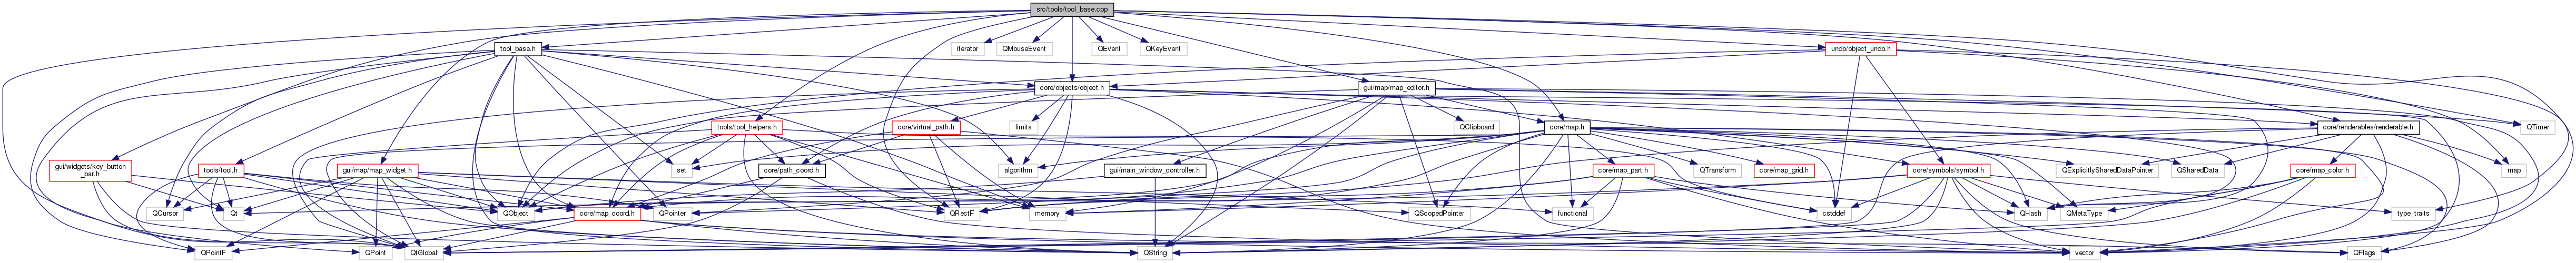 src/tools/tool_base.cpp
tool_base.h
iterator
QMouseEvent
QEvent
QKeyEvent
undo/object_undo.h
core/objects/object.h
gui/map/map_editor.h
tools/tool_helpers.h
limits
core/virtual_path.h
QClipboard
core/map.h
core/renderables/renderable.h
QTimer
gui/widgets/key_button
_bar.h
tools/tool.h
gui/map/map_widget.h
set
core/path_coord.h
algorithm
gui/main_window_controller.h
core/map_part.h
QTransform
core/map_grid.h
core/symbols/symbol.h
QExplicitlySharedDataPointer
QSharedData
core/map_color.h
map
QCursor
Qt
QObject
core/map_coord.h
QPointer
QRectF
memory
QScopedPointer
functional
cstddef
QHash
QMetaType
type_traits
QPointF
QPoint
QtGlobal
QString
vector
QFlags